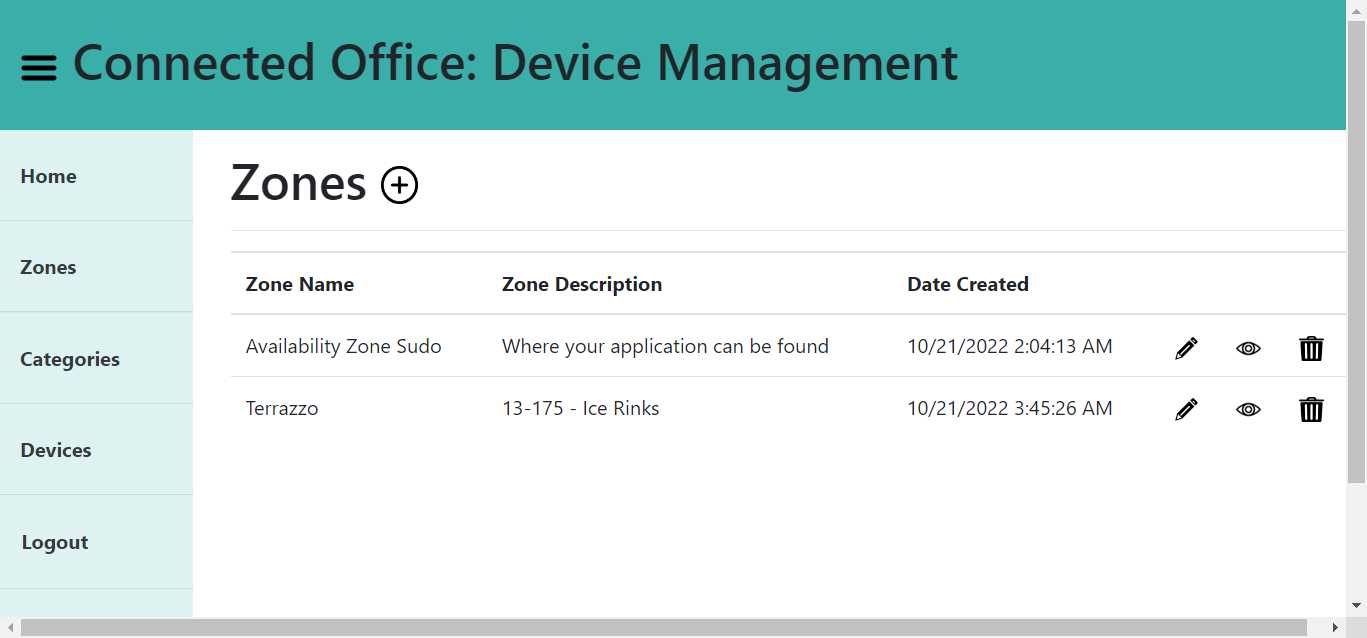 Connected Office: Device Management
Home
Zones
Categories
Devices
Logout
Zones
Zone Name Zone Description Date Created
Availability Zone Sudo Where your application can be found 10/21/2022 2:04:13 AM
Terrazzo 13-175 - Ice Rinks 10/21/2022 3:45:26 AM